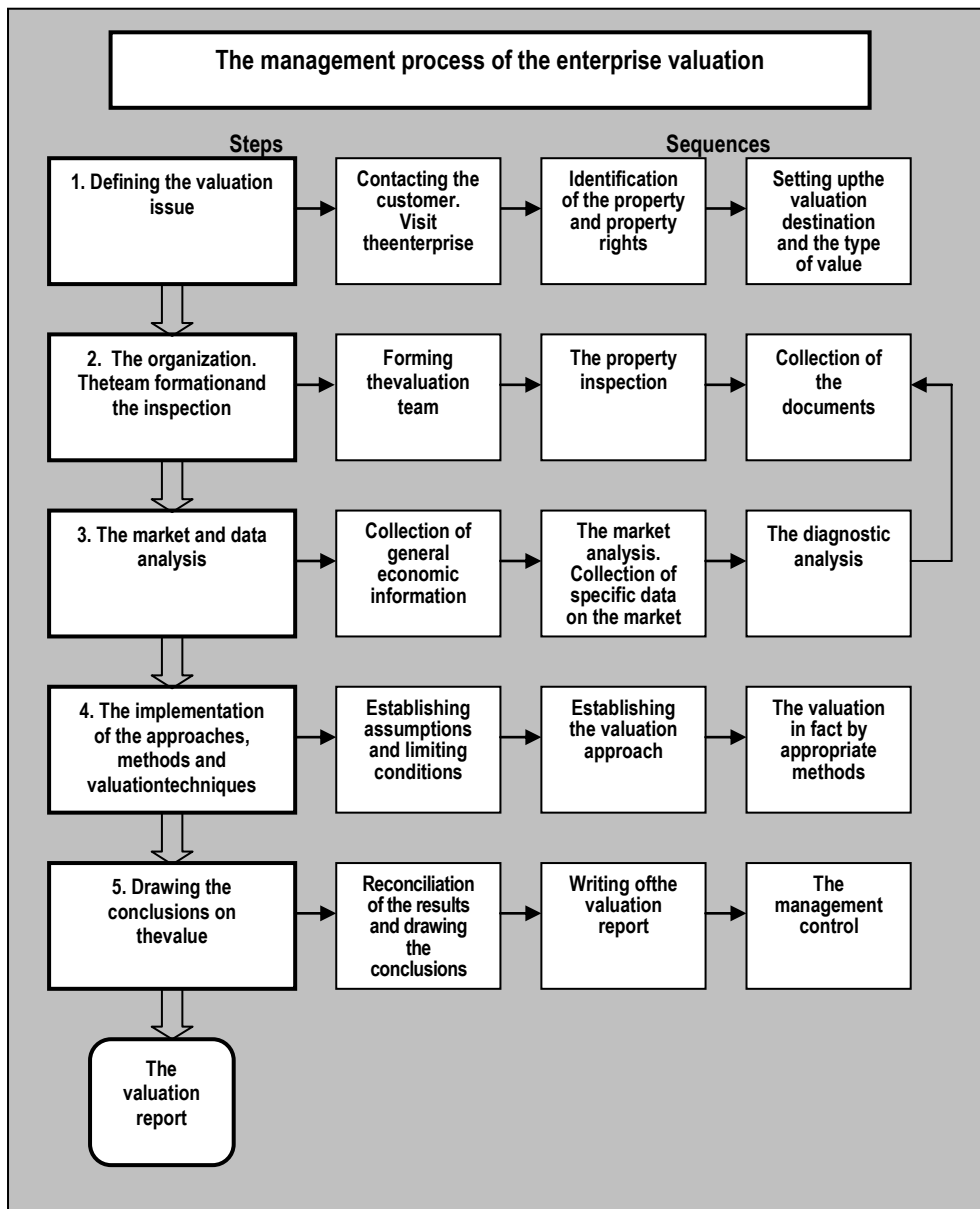 The management process of the enterprise valuation
Steps
Sequences
1. Defining the valuation
issue
Contacting the
customer.
Visit
theenterprise
Identification
of the property
and property
rights
Setting upthe
valuation
destination
and the type
of value
2. The organization.
Theteam formationand
the inspection
Forming
thevaluation
team
The property
inspection
Collection of
the
documents
3. The market and data
analysis
Collection of
general
economic
information
The market
analysis.
Collection of
specific data
on the market
The diagnostic
analysis
4. The implementation
of the approaches,
methods and
valuationtechniques
Establishing
assumptions
and limiting
conditions
Establishing
the valuation
approach
The valuation
in fact by
appropriate
methods
5. Drawing the
conclusions on
thevalue
Reconciliation
of the results
and drawing
the
conclusions
Writing ofthe
valuation
report
The
management
control
The
valuation
report